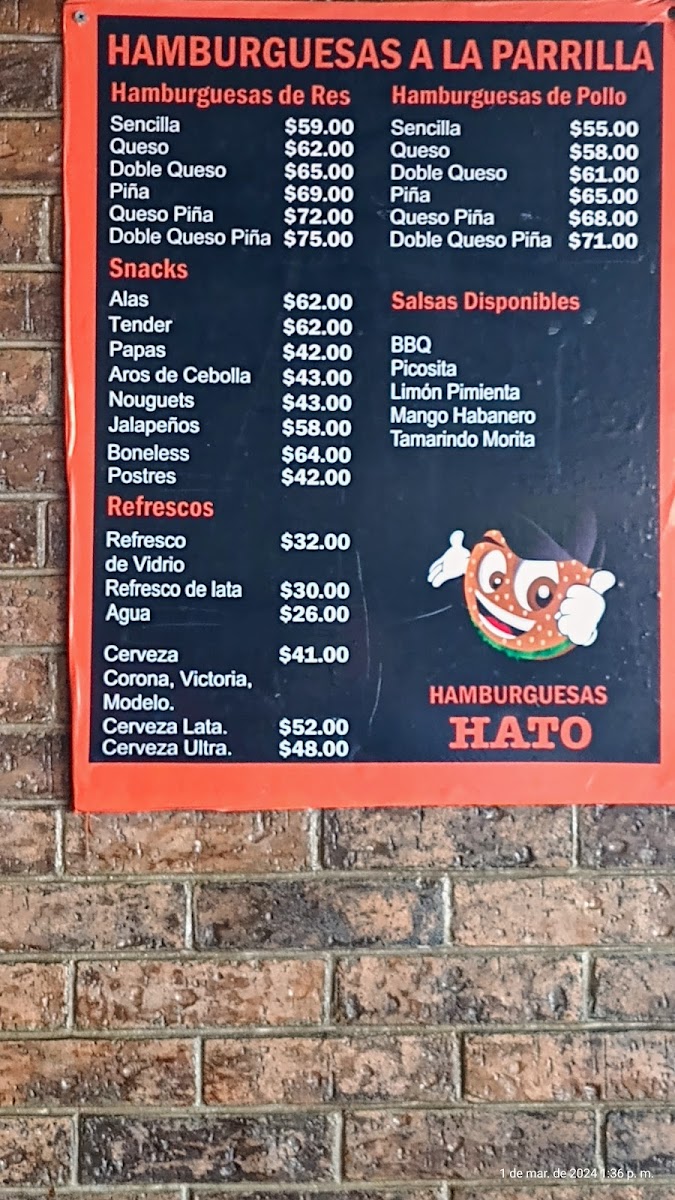 HAMBURGUESAS A LA PARRILLA
Hamburguesas de Res
Sencilla $59.00
Queso $62.00
Doble Queso $65.00
Piña $69.00
Queso Piña $72.00
Doble Queso Piña $75.00
Hamburguesas de Pollo
Sencilla $55.00
Queso $58.00
Doble Queso $61.00
Piña $65.00
Queso Piña $68.00
Doble Queso Piña $71.00
Snacks
Alas $62.00
Tender $62.00
Papas $42.00
Aros de Cebolla $43.00
Nouguets $43.00
Jalapeños $58.00
Boneless $64.00
Postres $42.00
Salsas Disponibles
BBQ
Picosita
Limón Pimienta
Mango Habanero
Tamarindo Morita
Refrescos
Refresco $32.00
de Vidrio
Refresco de lata $30.00
Agua $26.00
Cerveza $41.00
Corona, Victoria,
Modelo.
Cerveza Lata. $52.00
Cerveza Ultra. $48.00
HAMBURGUESAS
HATO
1 de mar. de 2024 1:36 p. m.